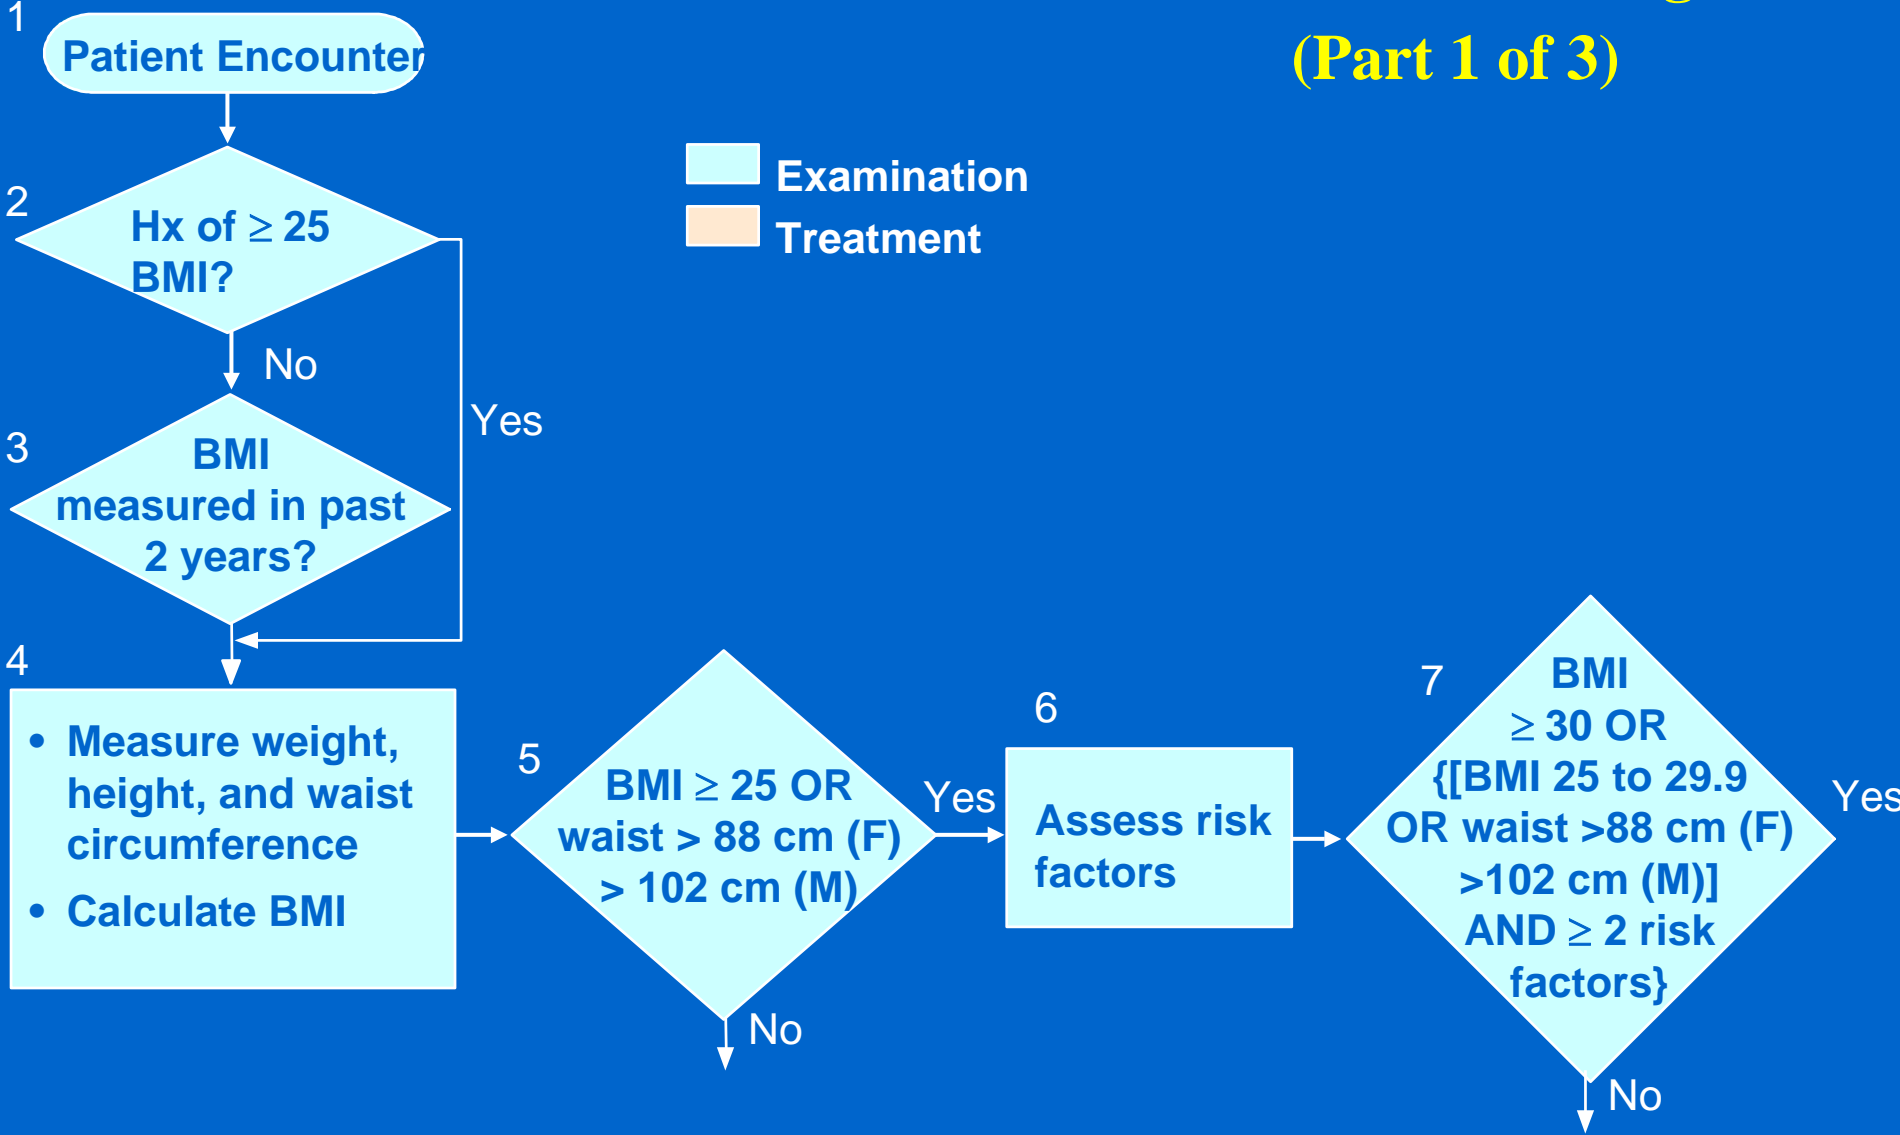 (Part 1 of 3)
1
Patient Encounter
Examination
Treatment
2
Hx of ≥ 25
BMI?
No
Yes
3
BMI
measured in past
2 years?
4
• Measure weight,
height, and waist
circumference
• Calculate BMI
5
BMI ≥ 25 OR
waist > 88 cm (F)
> 102 cm (M)
Yes
No
6
Assess risk
factors
7
BMI
≥ 30 OR
{[BMI 25 to 29.9
OR waist >88 cm (F)
>102 cm (M)]
AND ≥ 2 risk
factors}
Yes
No